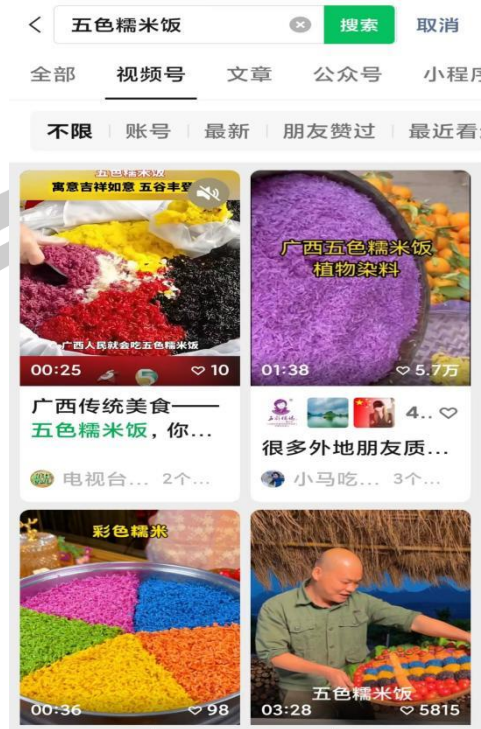 五色糯米饭
搜索
取消
全部
视频号
文章
公众号
小程序
不限
账号
最新
朋友赞过
最近看
五色糯米饭
寓意吉祥如意 五谷丰登
广西人民就会吃五色糯米饭
00:25
10
广西传统美食——
五色糯米饭，你...
电视台... 2个...
广西五色糯米饭
植物染料
01:38
5.7万
4..
很多外地朋友质...
小马吃... 3个...
彩色糯米
00:36
98
五色糯米饭
03:28
5815